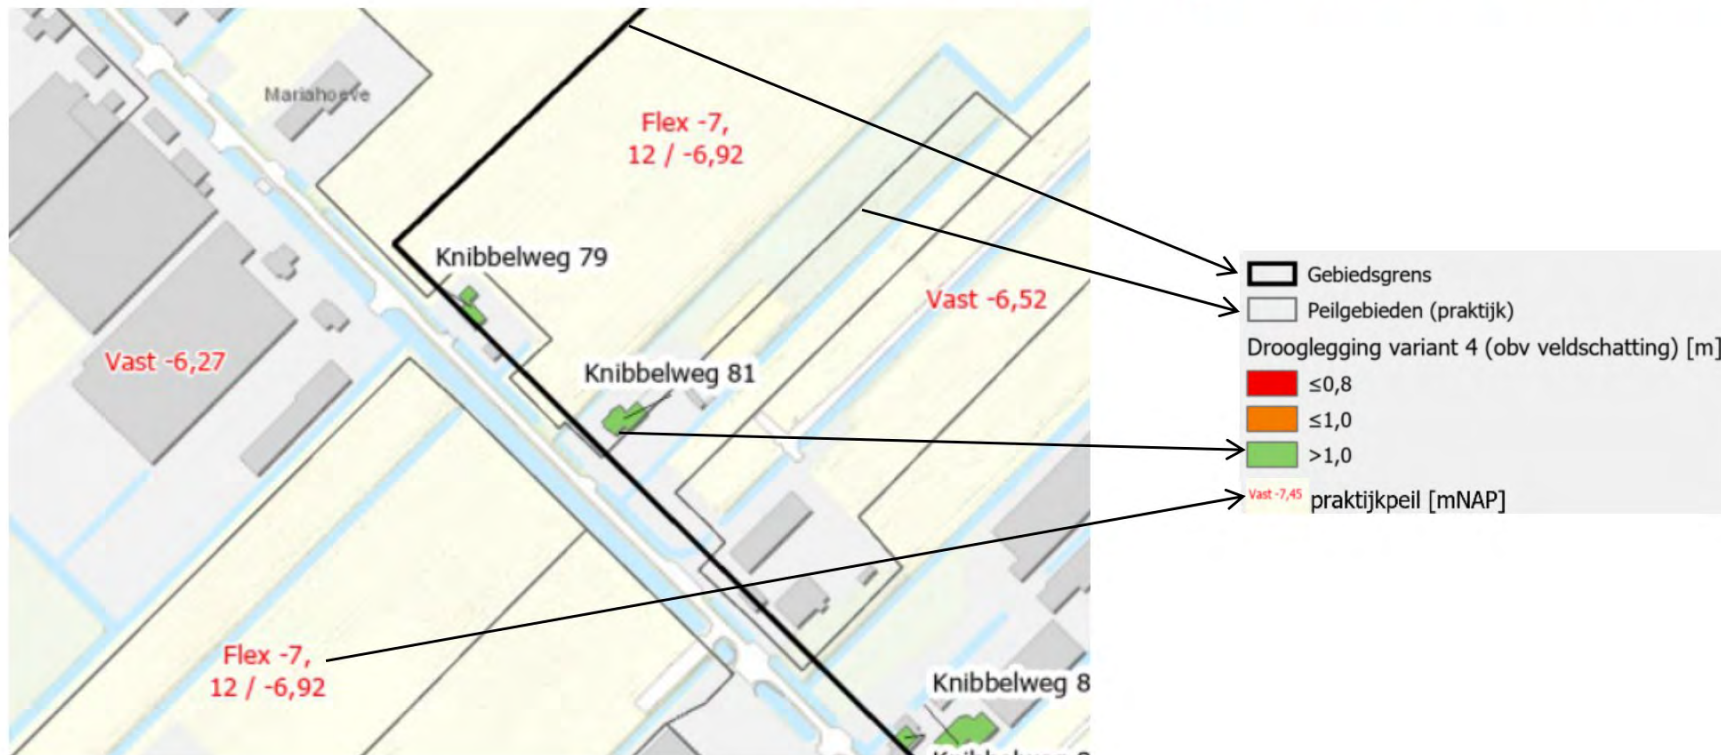 Mariahoeve
Flex -7,
12 / -6,92
Knibbelweg 79
Vast -6,52
Vast -6,27
Knibbelweg 81
Flex -7,
12 / -6,92
Knibbelweg 8
Gebiedsgrens
Peilgebieden (praktijk)
Drooglegging variant 4 (obv veldschatting) [m]
≤0,8
≤1,0
>1,0
Vast -7,45 praktijkpeil [mNAP]